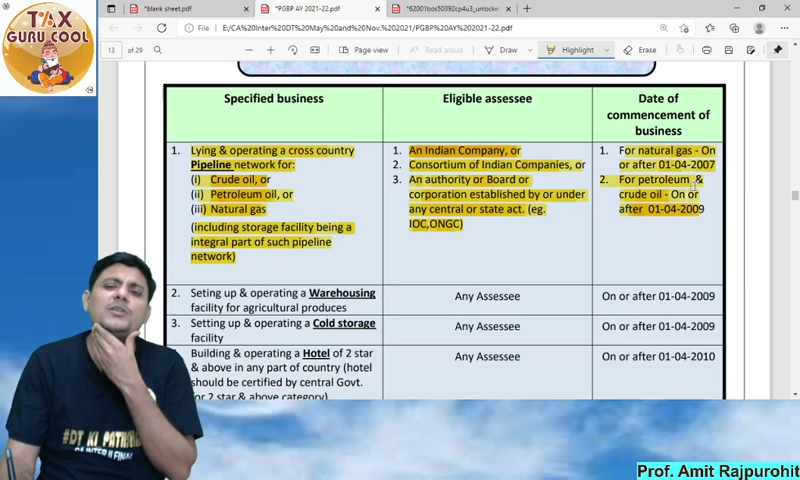 TAX
GURU COOL
*blank sheet.pdf
*PGBP AY 2021-22.pdf
*62001bos50392cp4u3_unlocked
E:/CA%20Inter%20DT%20May%20and%20Nov.%202021/PGBP%20AY%202021-22.pdf
13 of 29
Page view
Read aloud
Draw
Highlight
Erase
Specified business
Eligible assessee
Date of commencement of business
1. Lying & operating a cross country
Pipeline network for:
(i) Crude oil, or
(ii) Petroleum oil, or
(iii) Natural gas
(including storage facility being a
integral part of such pipeline
network)
1. An Indian Company, or
2. Consortium of Indian Companies, or
3. An authority or Board or
corporation established by or under
any central or state act. (eg.
IOC,ONGC)
1. For natural gas - On
or after 01-04-2007
2. For petroleum &
crude oil - On or
after 01-04-2009
2. Seting up & operating a Warehousing
facility for agricultural produces
Any Assessee
On or after 01-04-2009
3. Setting up & operating a Cold storage
facility
Any Assessee
On or after 01-04-2009
Building & operating a Hotel of 2 star
& above in any part of country (hotel
should be certified by central Govt.
or 2 star & above category)
Any Assessee
On or after 01-04-2010
#DT KI
CA INTER & FINAL
Prof. Amit Rajpurohit